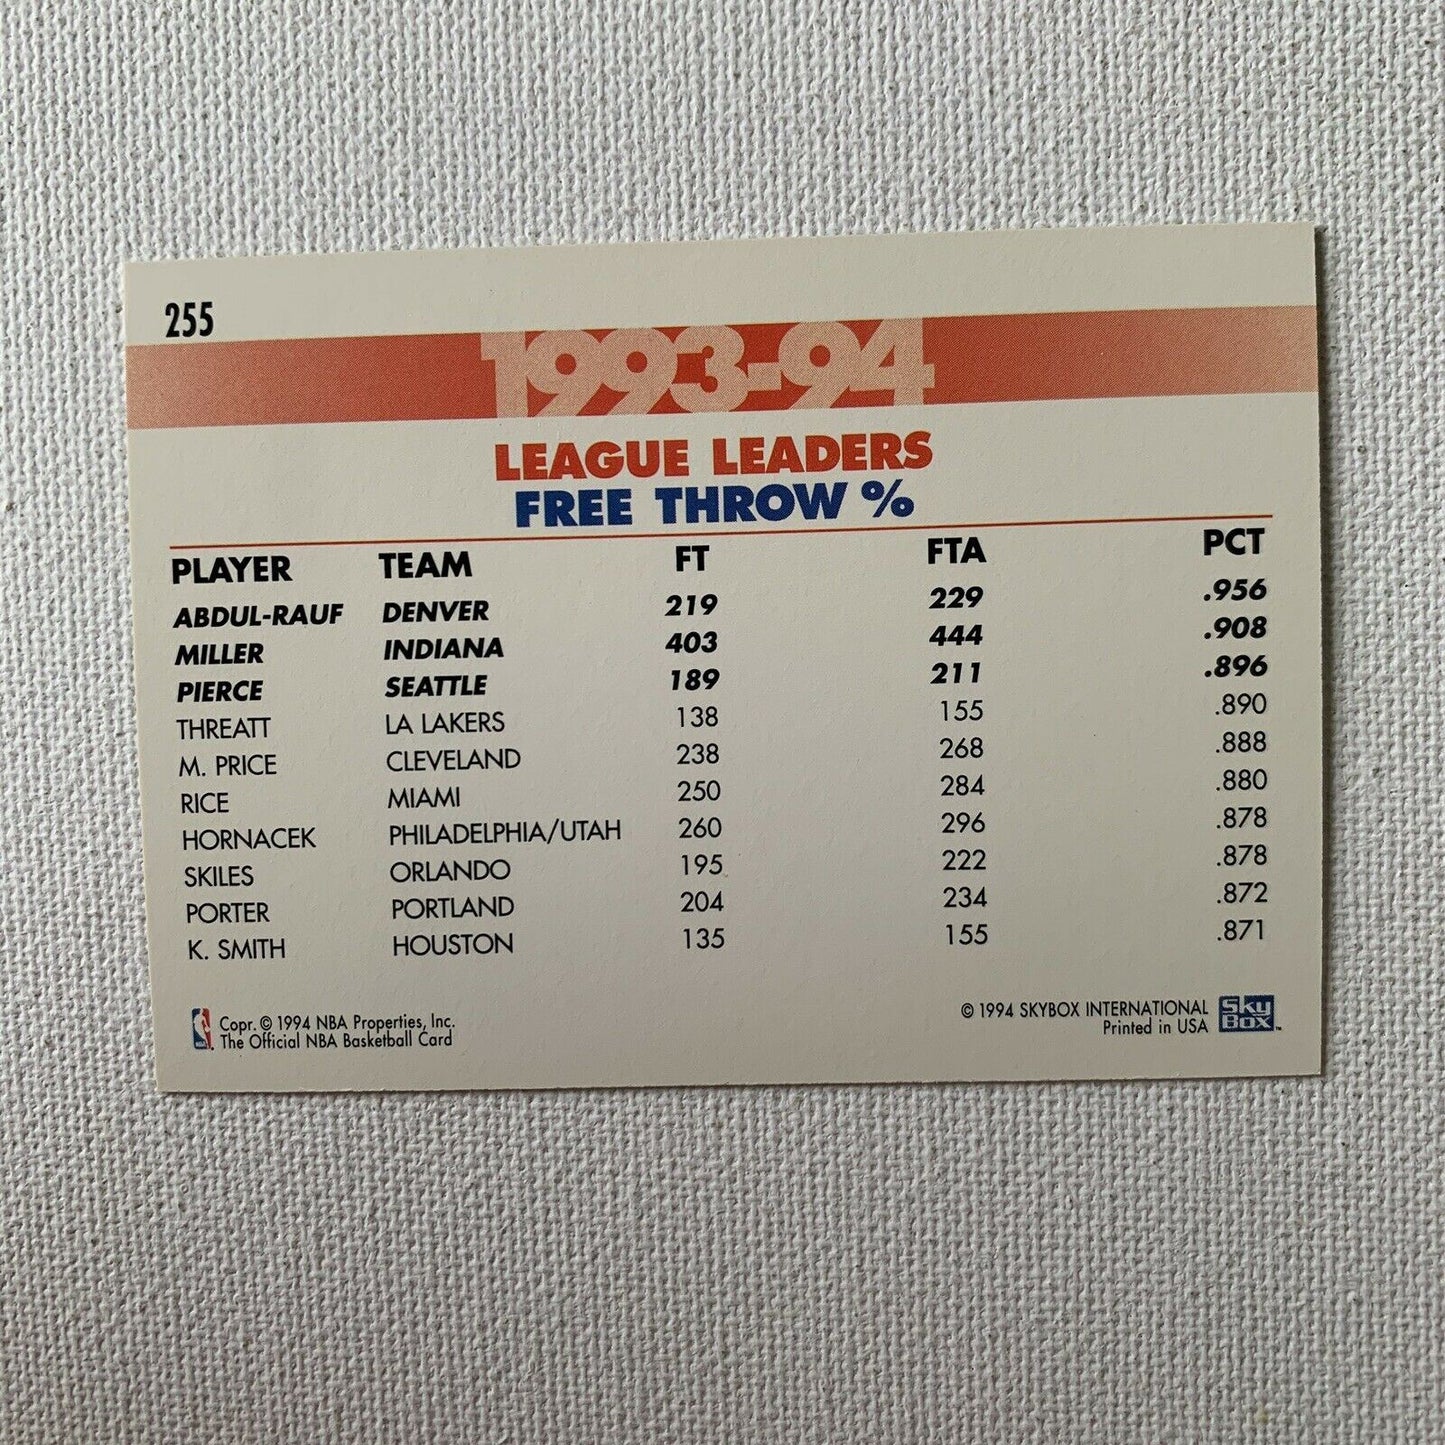 255
1993-94
LEAGUE LEADERS
FREE THROW %
PLAYER TEAM FT FTA PCT
ABDUL-RAUF DENVER 219 229 .956
MILLER INDIANA 403 444 .908
PIERCE SEATTLE 189 211 .896
THREATT LA LAKERS 138 155 .890
M. PRICE CLEVELAND 238 268 .888
RICE MIAMI 250 284 .880
HORNACEK PHILADELPHIA/UTAH 260 296 .878
SKILES ORLANDO 195 222 .878
PORTER PORTLAND 204 234 .872
K. SMITH HOUSTON 135 155 .871
Copr. © 1994 NBA Properties, Inc.
The Official NBA Basketball Card
© 1994 SKYBOX INTERNATIONAL
Printed in USA
SkyBox™